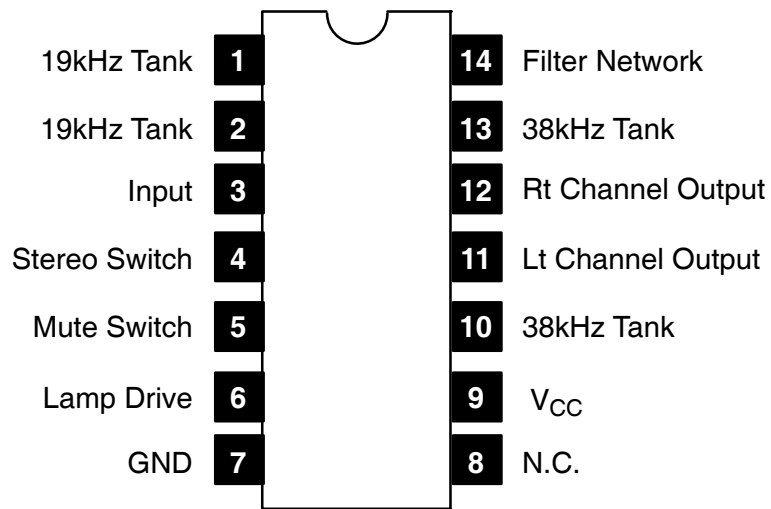 19kHz Tank 1 14 Filter Network
19kHz Tank 2 13 38kHz Tank
Input 3 12 Rt Channel Output
Stereo Switch 4 11 Lt Channel Output
Mute Switch 5 10 38kHz Tank
Lamp Drive 6 9 VCC
GND 7 8 N.C.